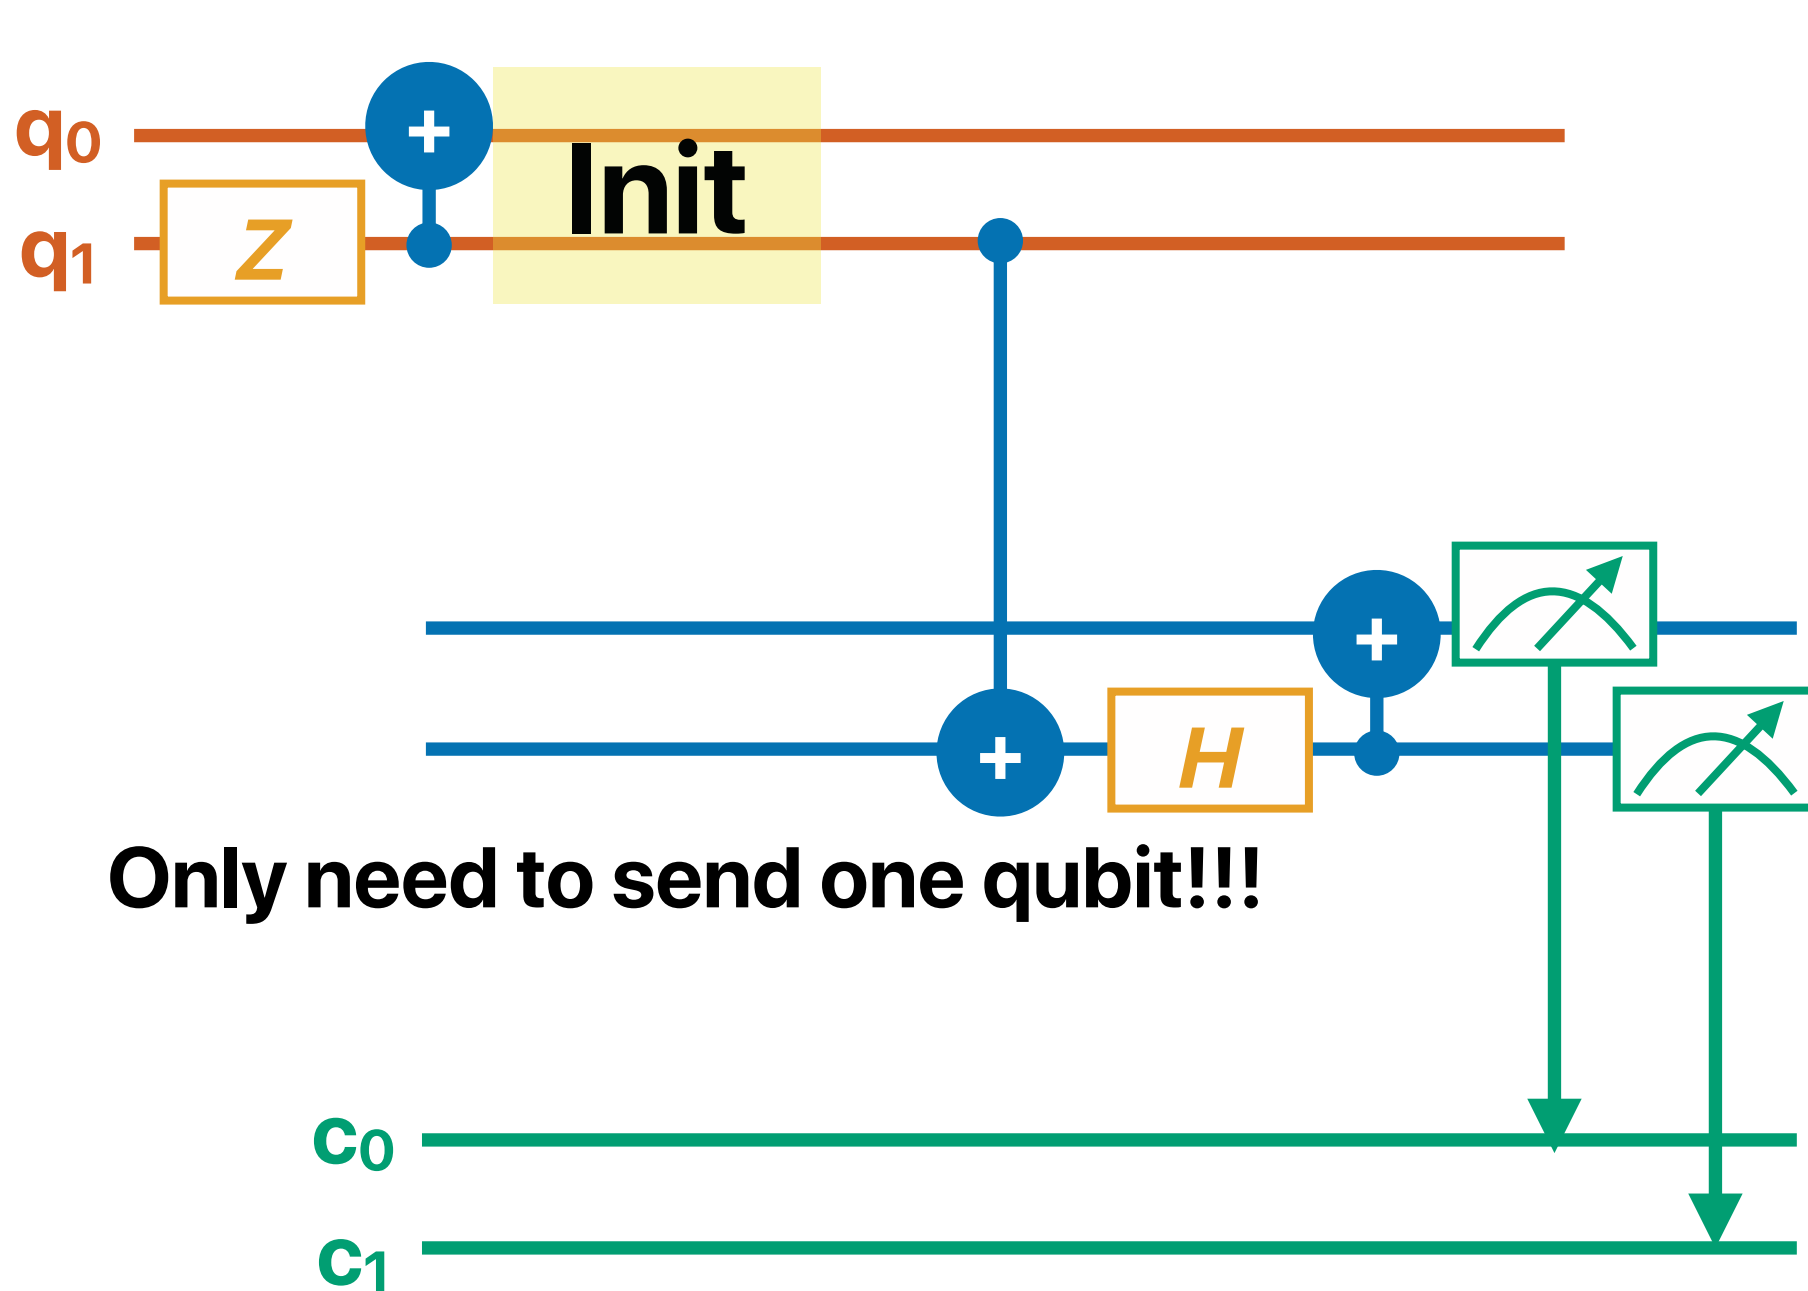 q₀
+
Init
q₁
Z
+
H
+
Only need to send one qubit!!!
c₀
c₁